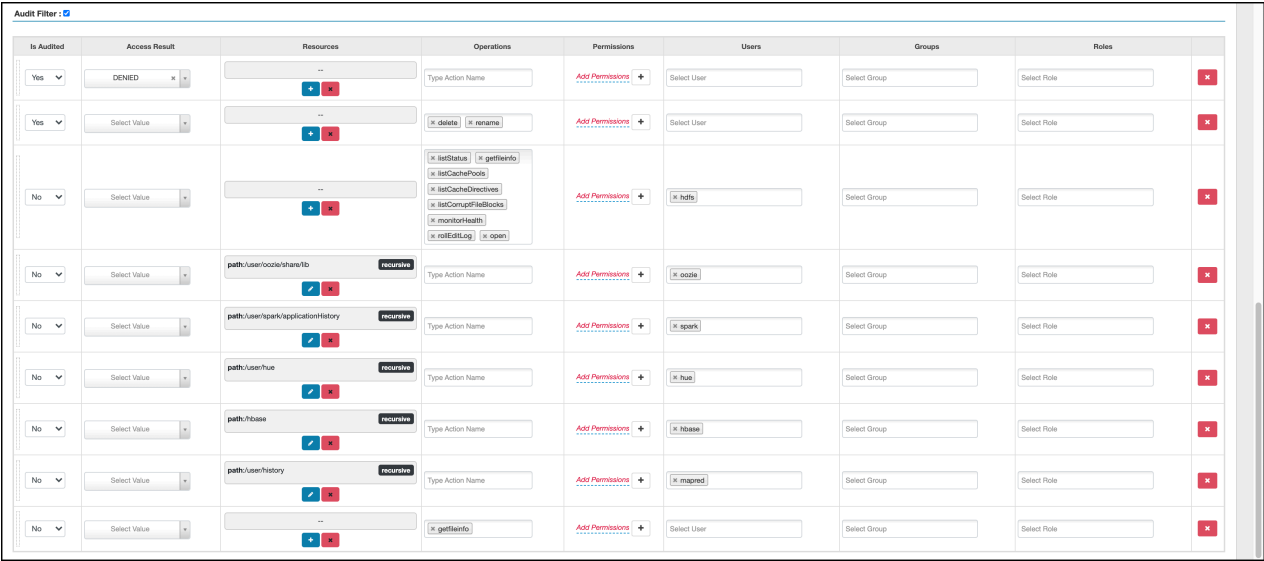 Audit Filter :
Is Audited Access Result Resources Operations Permissions Users Groups Roles
Yes DENIED -- Type Action Name Add Permissions Select User Select Group Select Role
Yes Select Value -- delete rename Add Permissions Select User Select Group Select Role
listStatus getfileinfo
listCachePools
listCacheDirectives
No Select Value -- listCorruptFileBlocks Add Permissions hdfs Select Group Select Role
monitorHealth
rollEditLog open
No Select Value path:/user/oozie/share/lib recursive Type Action Name Add Permissions oozie Select Group Select Role
No Select Value path:/user/spark/applicationHistory recursive Type Action Name Add Permissions spark Select Group Select Role
No Select Value path:/user/hue recursive Type Action Name Add Permissions hue Select Group Select Role
No Select Value path:/hbase recursive Type Action Name Add Permissions hbase Select Group Select Role
No Select Value path:/user/history recursive Type Action Name Add Permissions mapred Select Group Select Role
No Select Value -- getfileinfo Add Permissions Select User Select Group Select Role